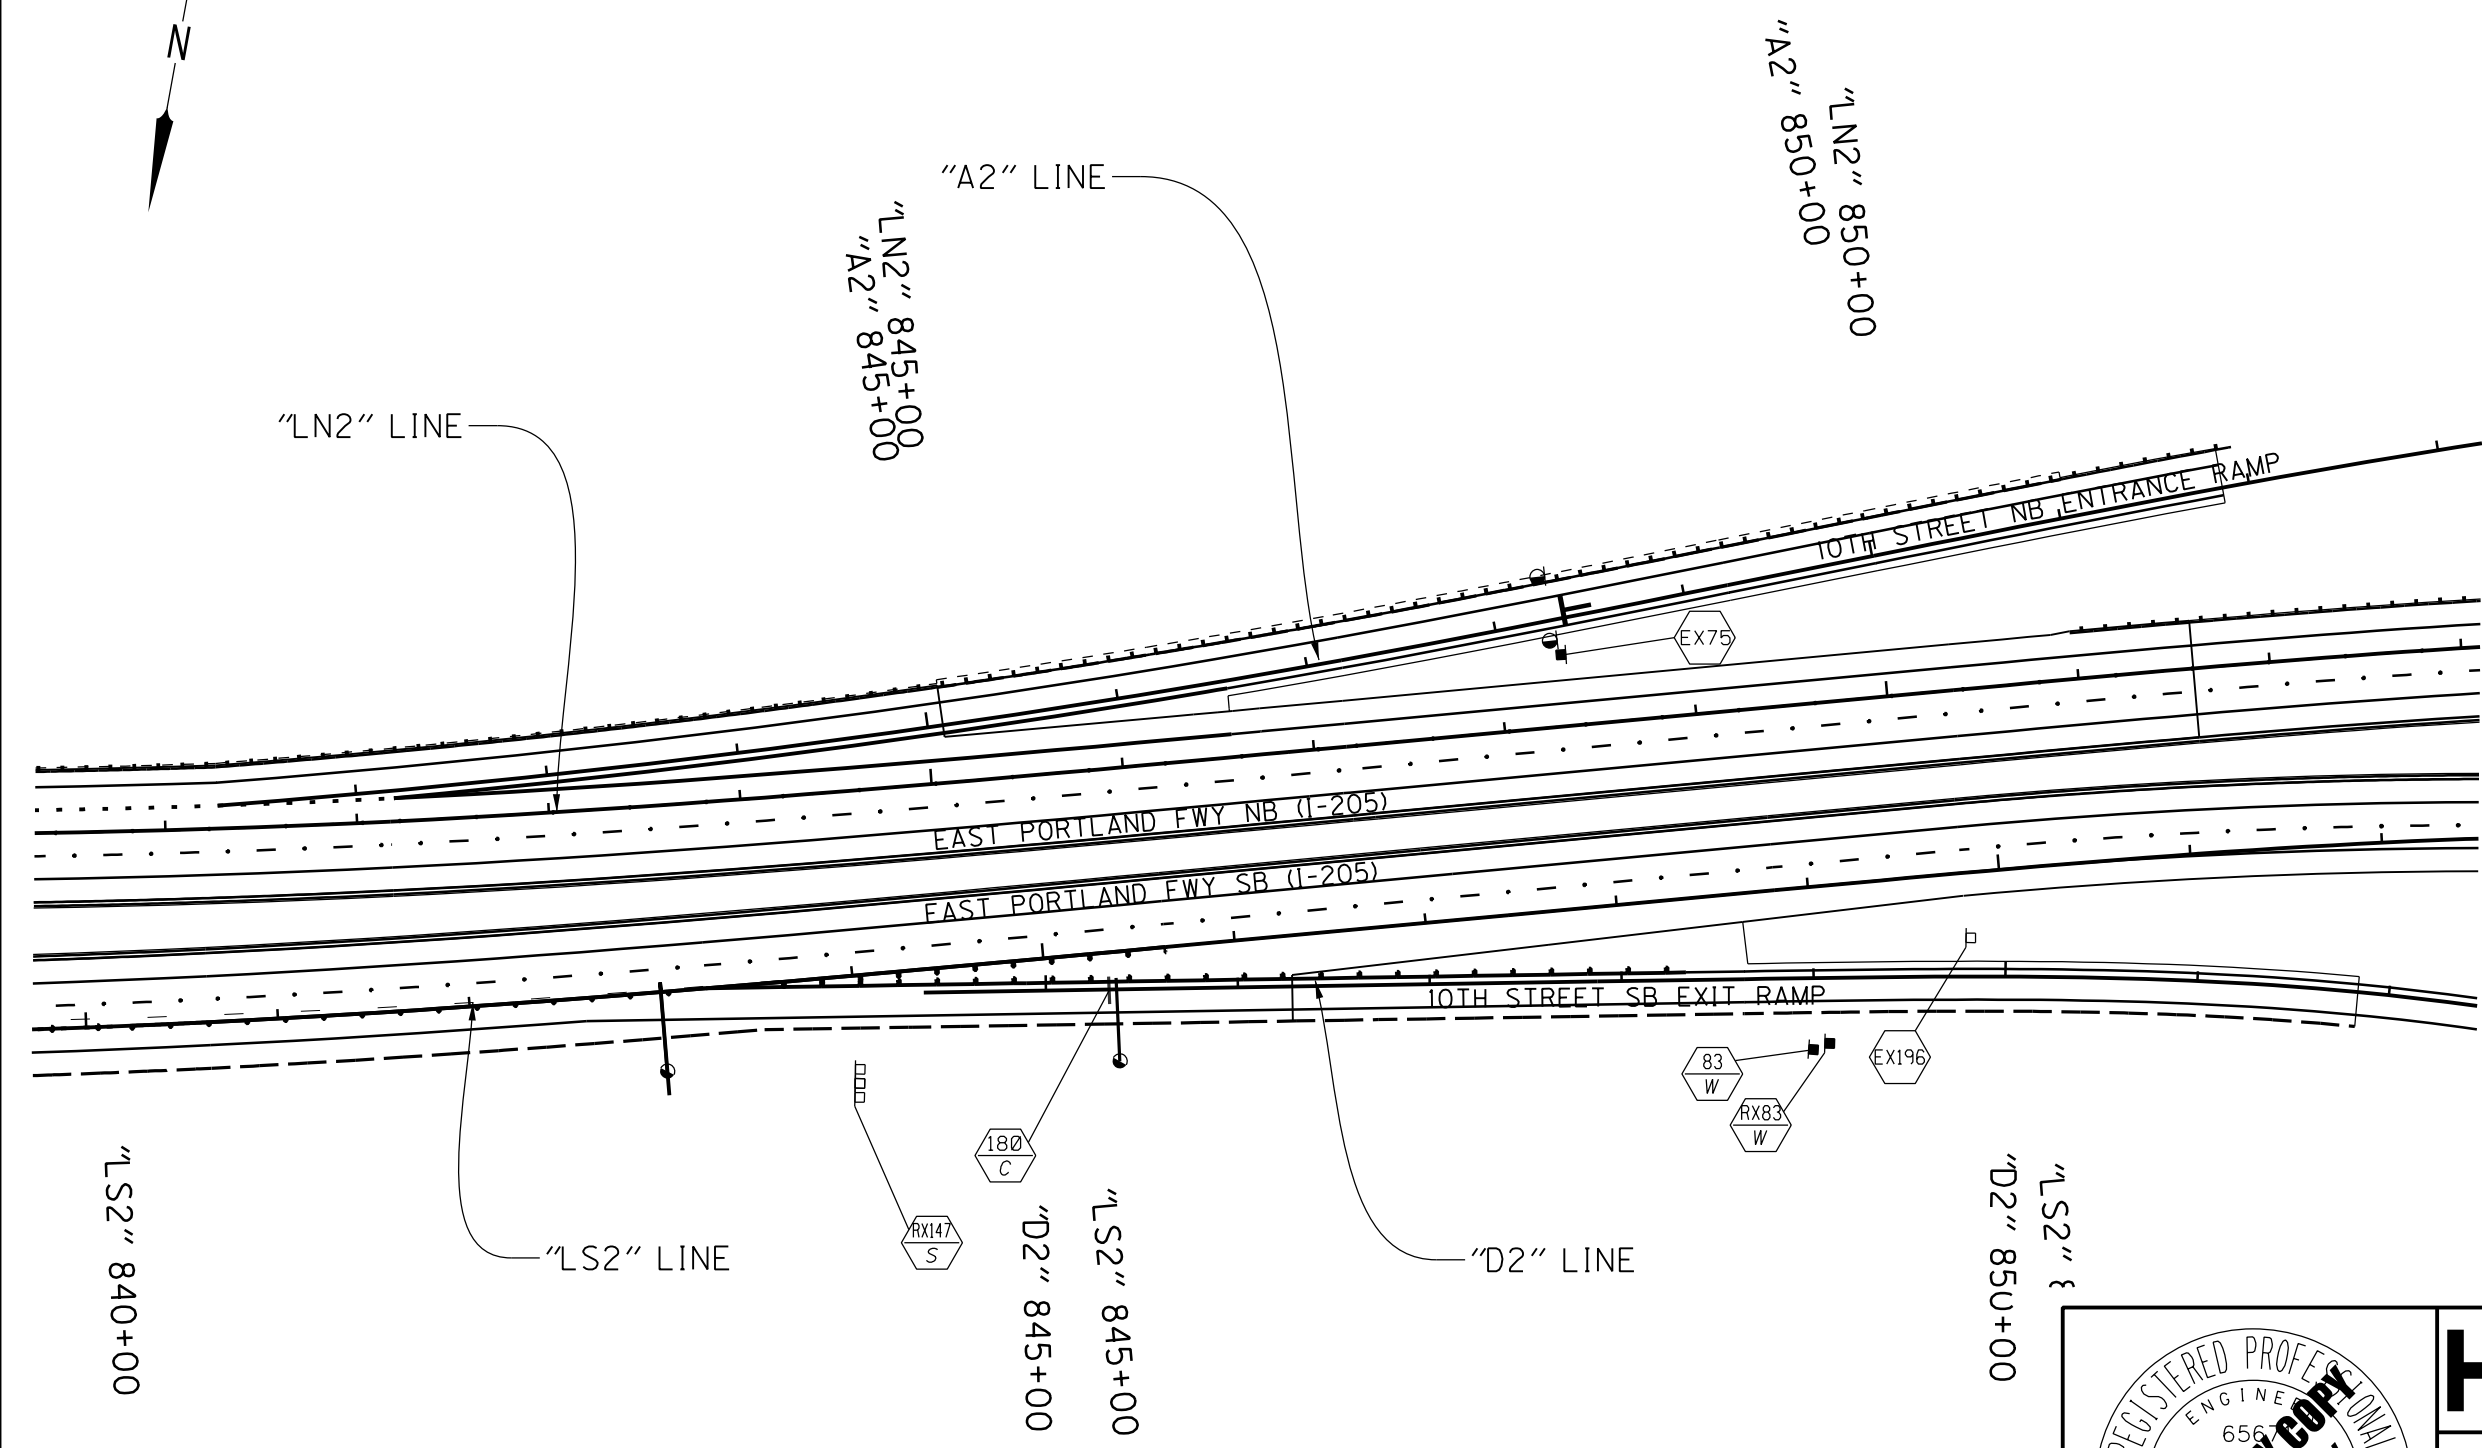 N
"A2" 850+00
"LN2" 850+00
"A2" LINE
"LN2" 845+00
"A2" 845+00
"LN2" LINE
10TH STREET NB ENTRANCE RAMP
EX75
EAST PORTLAND FWY NB (I-205)
EAST PORTLAND FWY SB (I-205)
10TH STREET SB EXIT RAMP
83
W
EX196
RX83
W
180
C
"LS2" 840+00
RX147
S
"D2" 845+00
"LS2" 845+00
"D2" 850+00
"LS2"
"LS2" LINE
"D2" LINE
REGISTERED PROFESSIONAL
ENGINEER
COPY